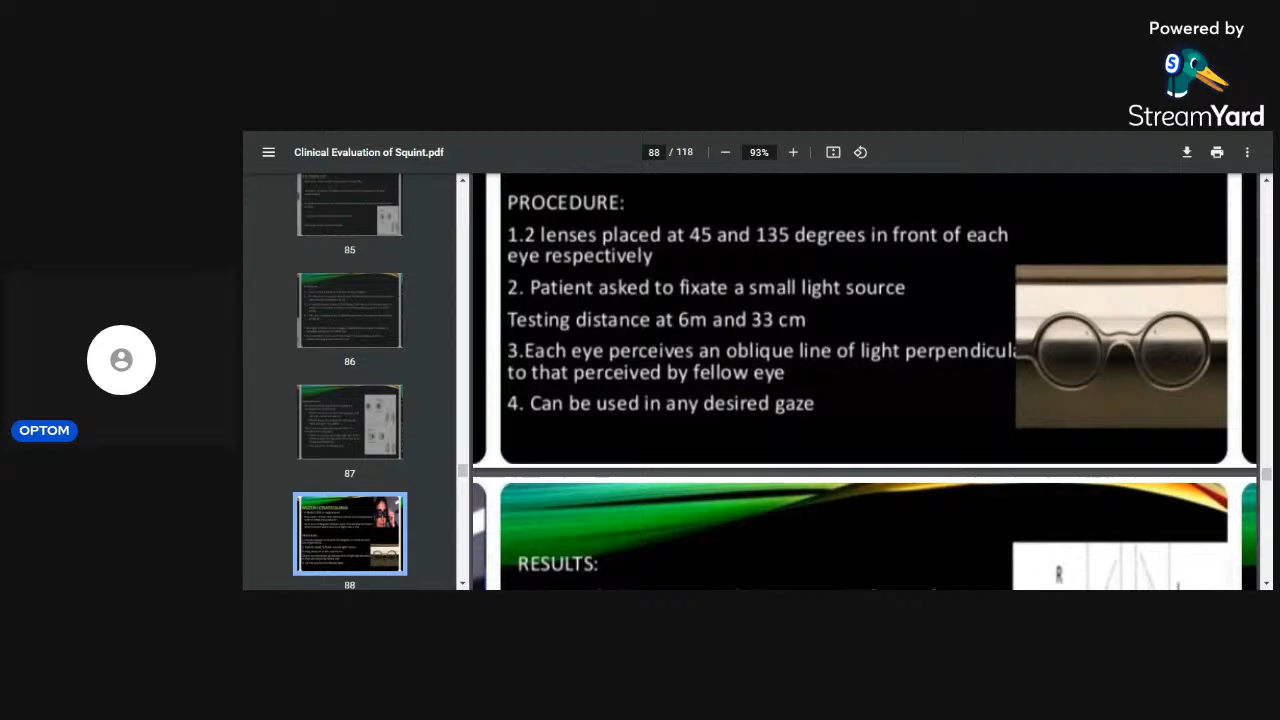 Powered by
S
StreamYard
Clinical Evaluation of Squint.pdf
88 / 118
93%
PROCEDURE:
1.2 lenses placed at 45 and 135 degrees in front of each
eye respectively
2. Patient asked to fixate a small light source
Testing distance at 6m and 33 cm
3.Each eye perceives an oblique line of light perpendicula
to that perceived by fellow eye
4. Can be used in any desired gaze
RESULTS:
R
85
86
87
88
OPTOM